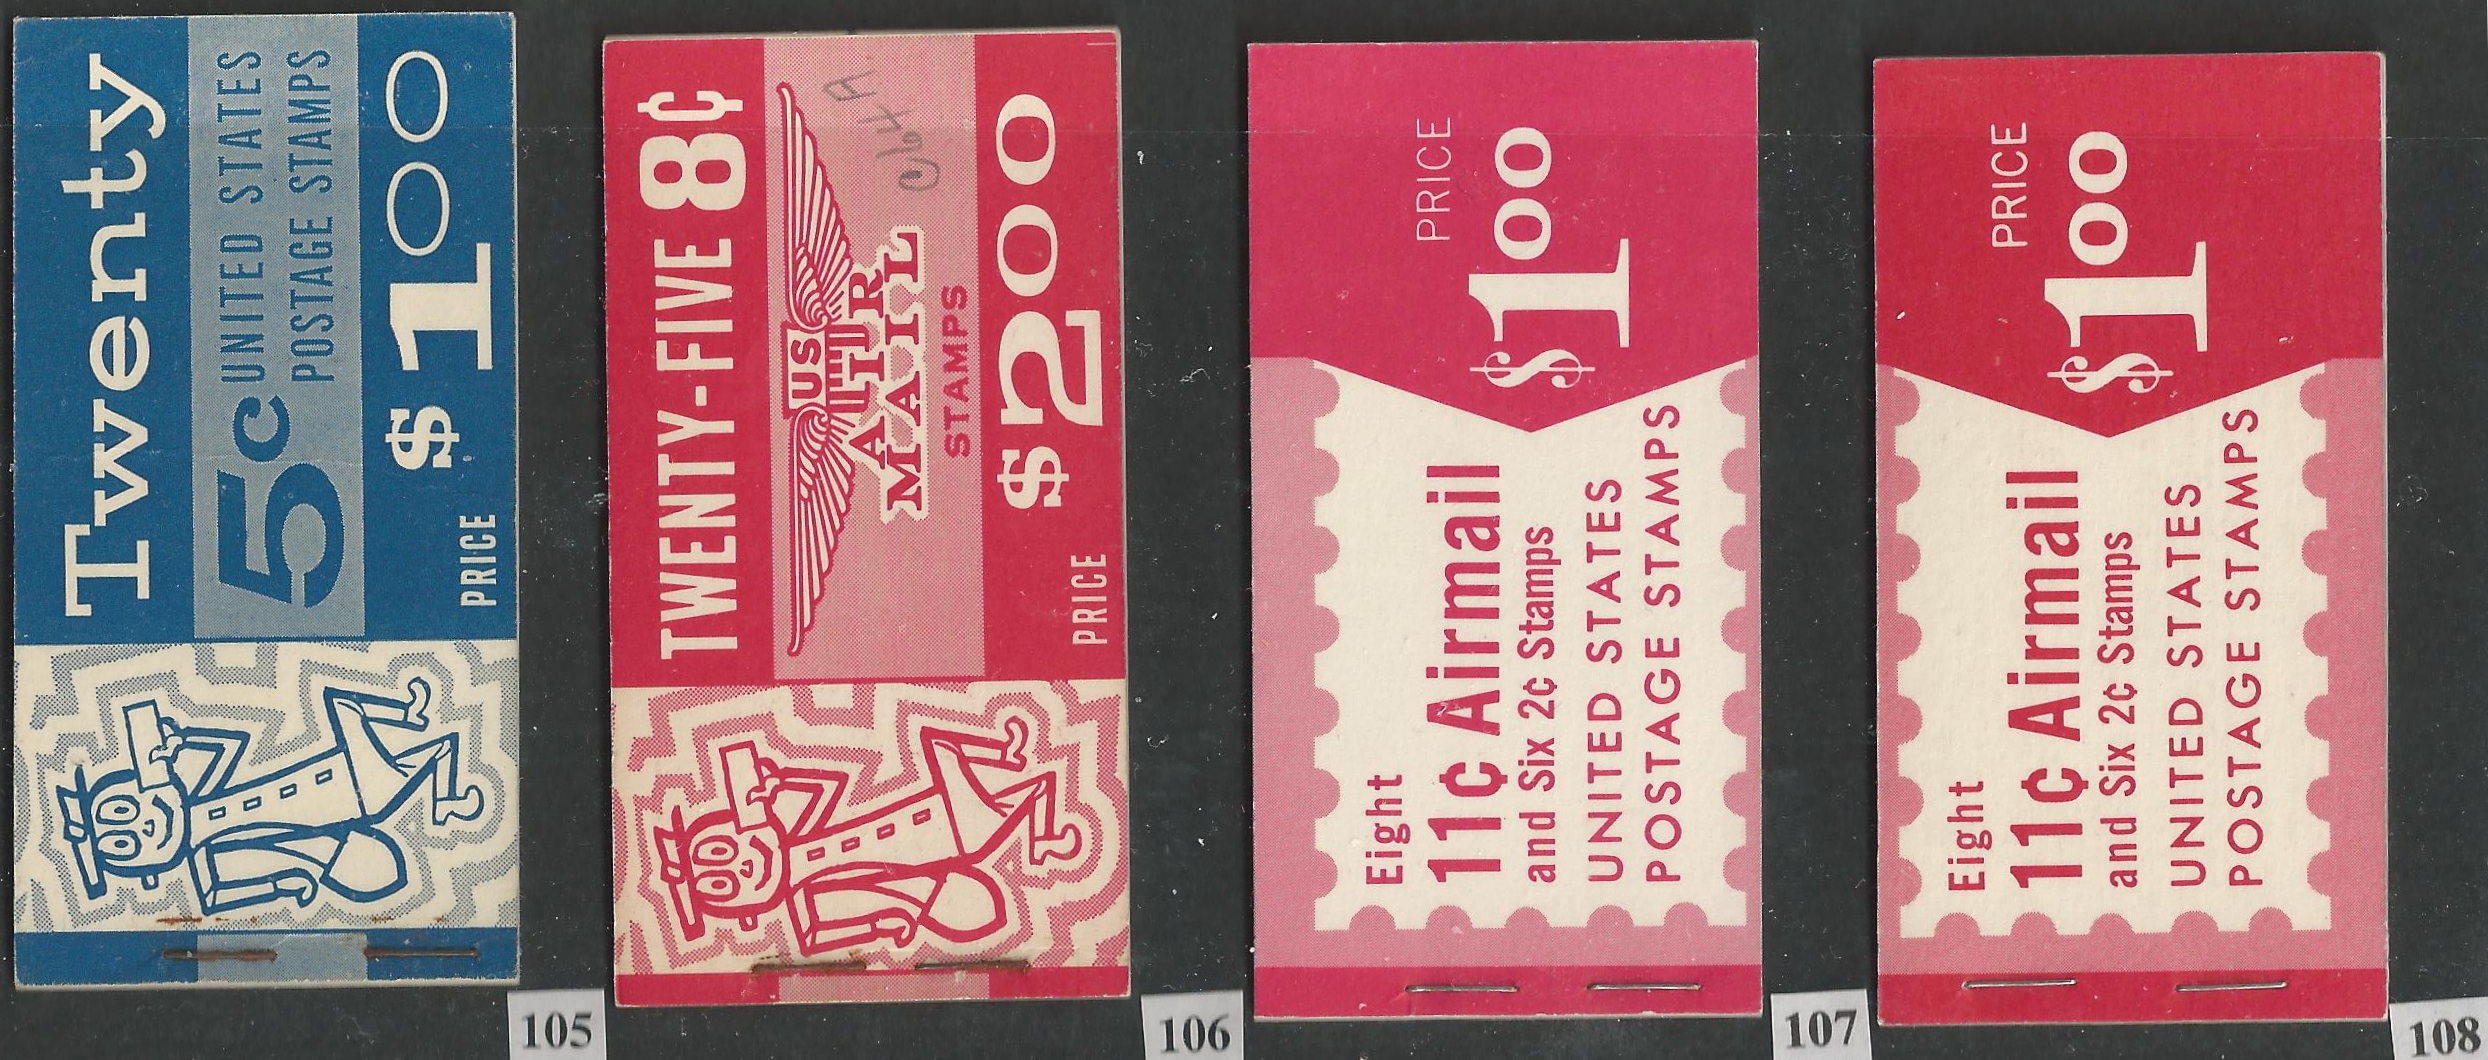 Twenty
5¢ UNITED STATES
POSTAGE STAMPS
PRICE $1 00
105
TWENTY-FIVE 8¢
US
AIR
MAIL
STAMPS
C64A
PRICE $2 00
106
PRICE
$1 00
Eight
11¢ Airmail
and Six 2¢ Stamps
UNITED STATES
POSTAGE STAMPS
107
PRICE
$1 00
Eight
11¢ Airmail
and Six 2¢ Stamps
UNITED STATES
POSTAGE STAMPS
108